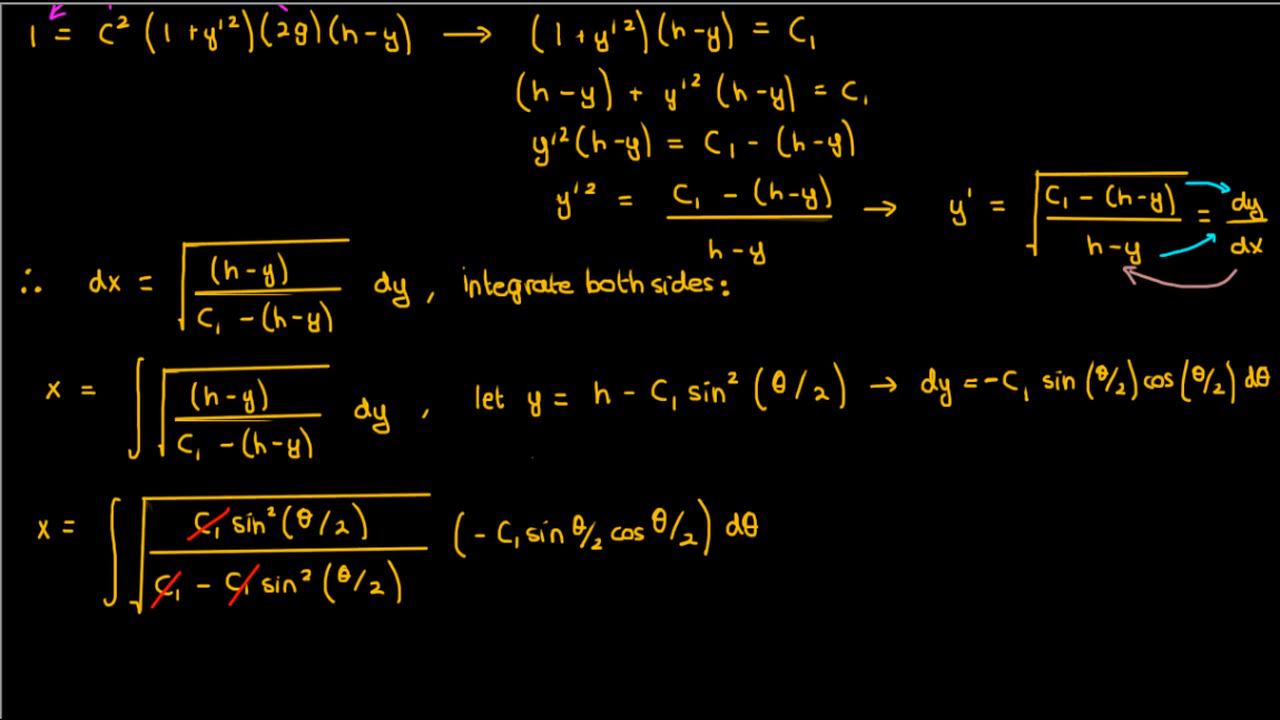 1 = c² (1 + y'²)(2g)(h-y) → (1 + y'²)(h-y) = C₁
(h-y) + y'² (h-y) = C₁
y'²(h-y) = C₁ - (h-y)
y'² = (C₁ - (h-y))/(h-y) → y' = √((C₁ - (h-y))/(h-y)) = dy/dx
∴ dx = √((h-y)/(C₁ - (h-y))) dy, integrate both sides:
x = ∫√((h-y)/(C₁ - (h-y))) dy, let y = h - C₁ sin² (θ/2) → dy = -C₁ sin (θ/2) cos (θ/2) dθ
x = ∫√(C₁ sin² (θ/2)/(C₁ - C₁ sin² (θ/2))) (- C₁ sin θ/2 cos θ/2) dθ